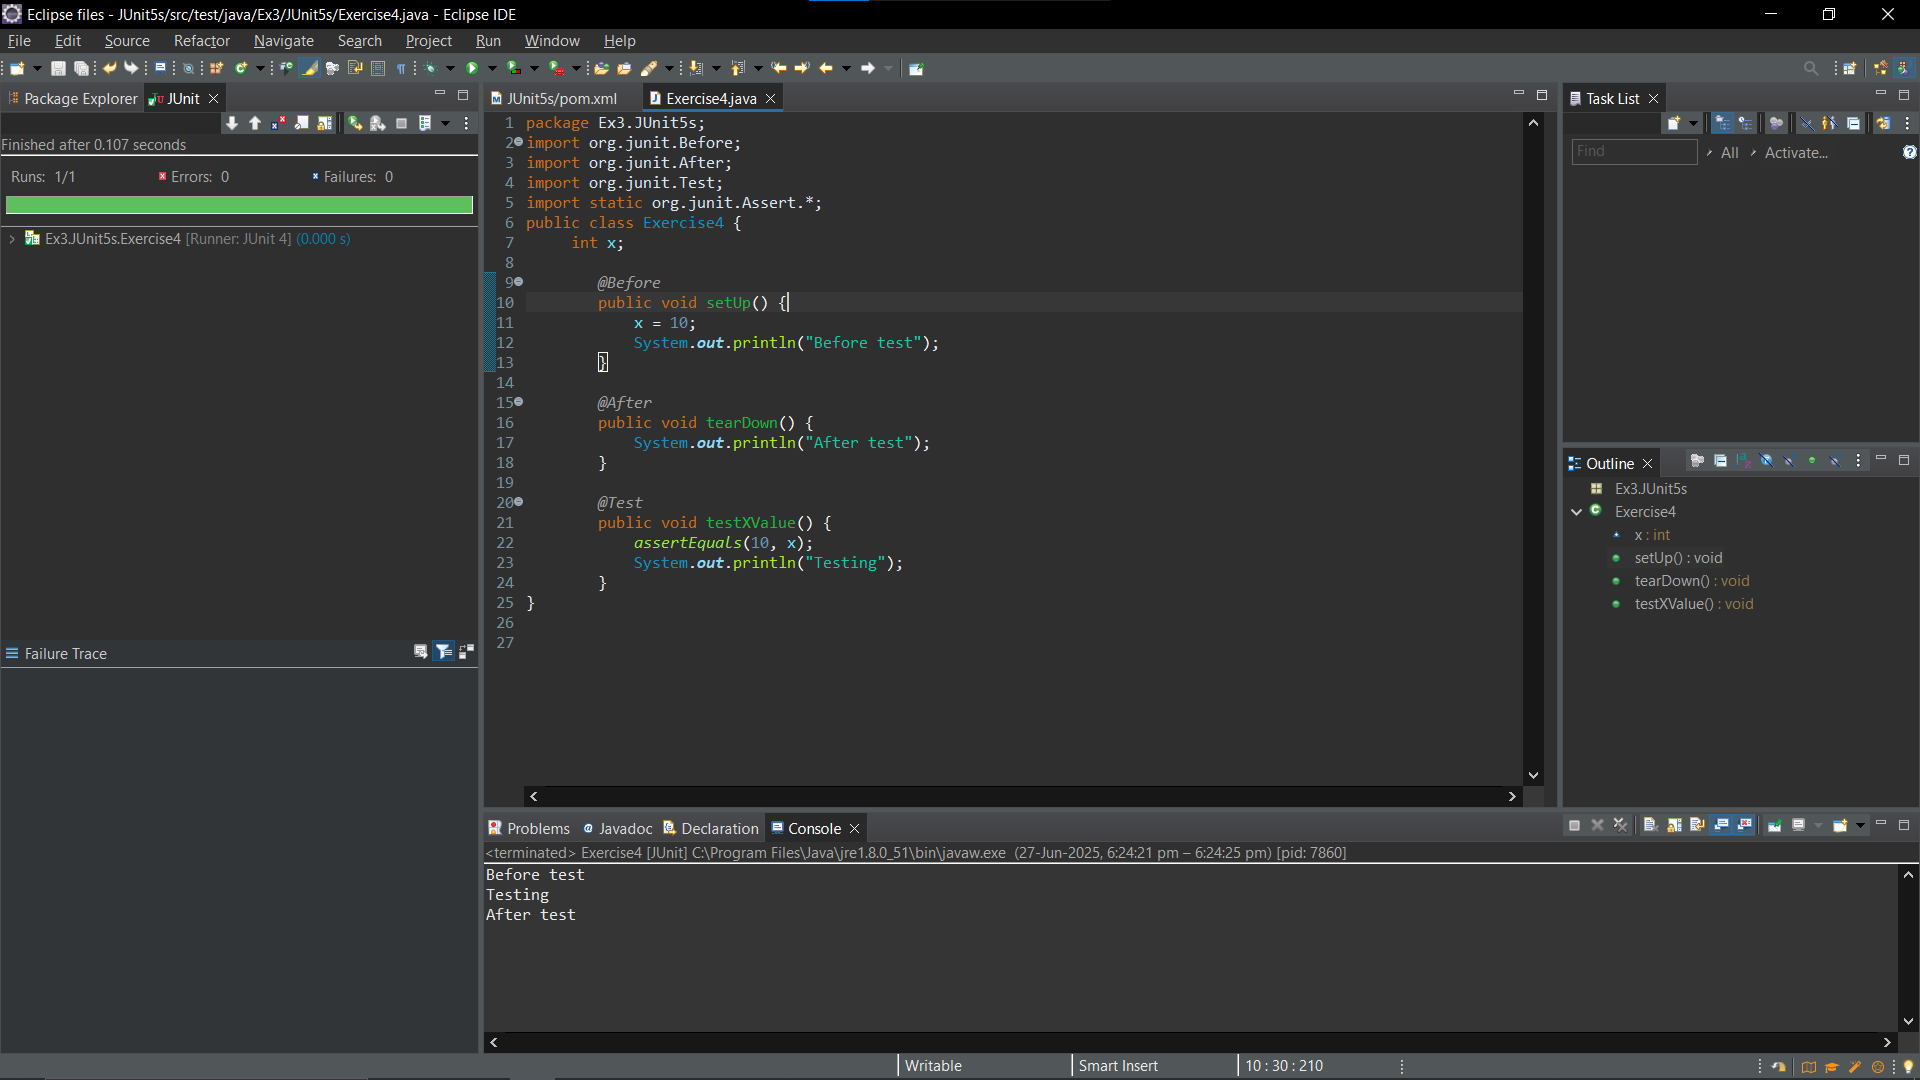 Eclipse files - JUnit5s/src/test/java/Ex3/JUnit5s/Exercise4.java - Eclipse IDE
File Edit Source Refactor Navigate Search Project Run Window Help
Package Explorer JUnit
Finished after 0.107 seconds
Runs: 1/1 Errors: 0 Failures: 0
Ex3.JUnit5s.Exercise4 [Runner: JUnit 4] (0.000 s)
Failure Trace
JUnit5s/pom.xml Exercise4.java
1 package Ex3.JUnit5s;
2 import org.junit.Before;
3 import org.junit.After;
4 import org.junit.Test;
5 import static org.junit.Assert.*;
6 public class Exercise4 {
7 int x;
8
9 @Before
10 public void setUp() {
11 x = 10;
12 System.out.println("Before test");
13 }
14
15 @After
16 public void tearDown() {
17 System.out.println("After test");
18 }
19
20 @Test
21 public void testXValue() {
22 assertEquals(10, x);
23 System.out.println("Testing");
24 }
25 }
26
27
Task List
Find All Activate...
Outline
Ex3.JUnit5s
Exercise4
x : int
setUp() : void
tearDown() : void
testXValue() : void
Problems Javadoc Declaration Console
<terminated> Exercise4 [JUnit] C:\Program Files\Java\jre1.8.0_51\bin\javaw.exe (27-Jun-2025, 6:24:21 pm – 6:24:25 pm) [pid: 7860]
Before test
Testing
After test
Writable Smart Insert 10 : 30 : 210